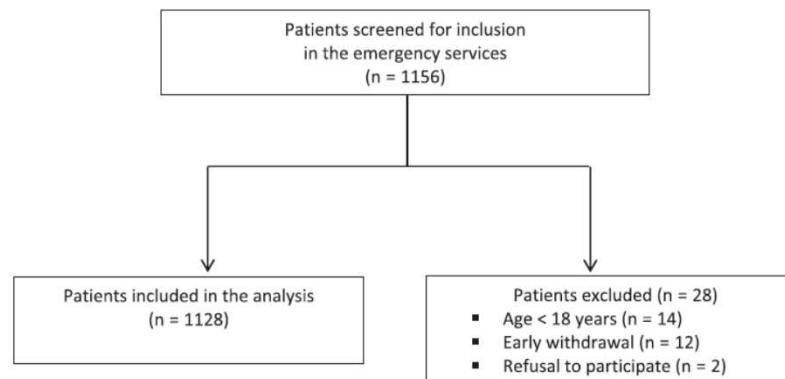 Patients screened for inclusion
in the emergency services
(n = 1156)
Patients included in the analysis
(n = 1128)
Patients excluded (n = 28)
▪ Age < 18 years (n = 14)
▪ Early withdrawal (n = 12)
▪ Refusal to participate (n = 2)